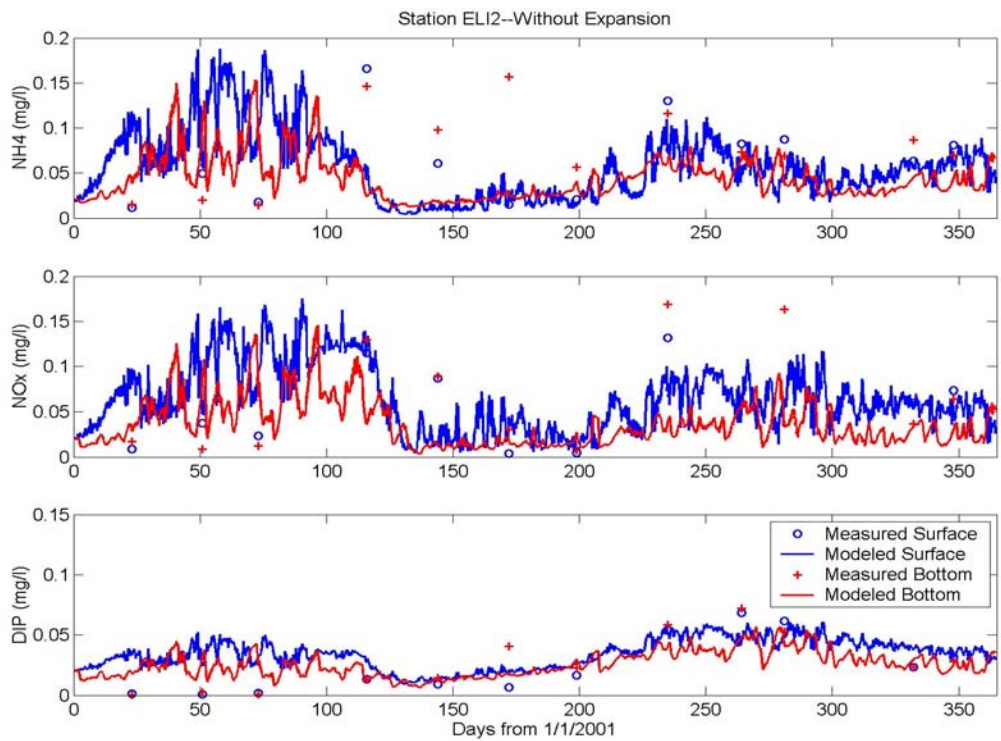 Station ELI2--Without Expansion
0.2
0.15
0.1
0.05
0
NH4 (mg/l)
0 50 100 150 200 250 300 350
0.2
0.15
0.1
0.05
0
NOx (mg/l)
0 50 100 150 200 250 300 350
0.15
0.1
0.05
0
DIP (mg/l)
Measured Surface
Modeled Surface
Measured Bottom
Modeled Bottom
0 50 100 150 200 250 300 350
Days from 1/1/2001